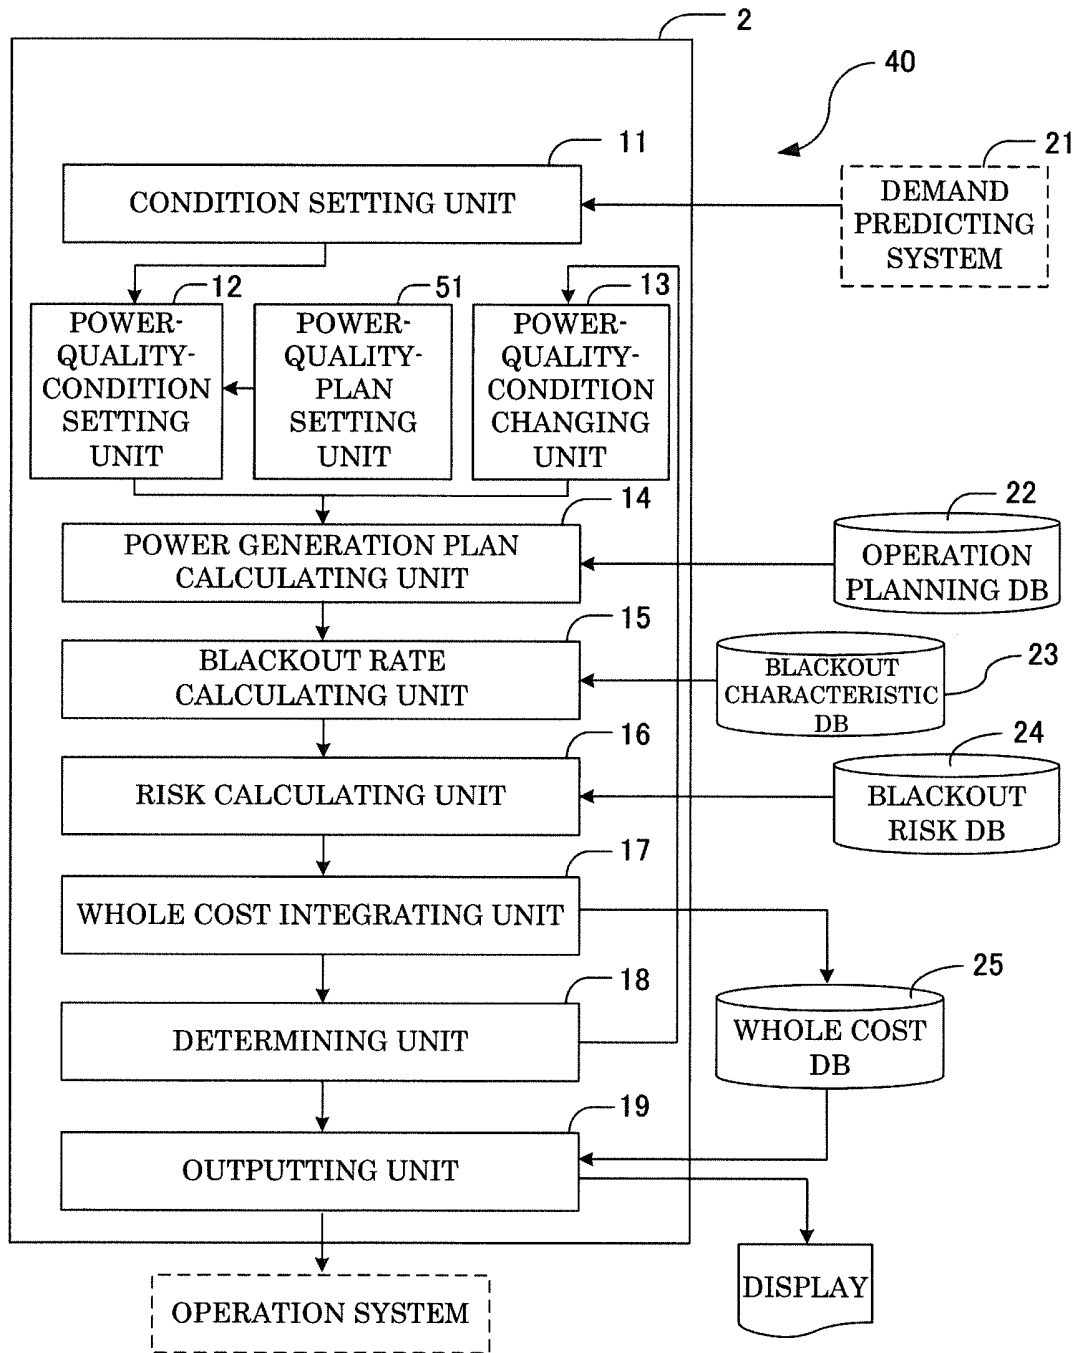 2
40
11
CONDITION SETTING UNIT
21
DEMAND
PREDICTING
SYSTEM
12
POWER-
QUALITY-
CONDITION
SETTING
UNIT
51
POWER-
QUALITY-
PLAN
SETTING
UNIT
13
POWER-
QUALITY-
CONDITION
CHANGING
UNIT
14
POWER GENERATION PLAN
CALCULATING UNIT
22
OPERATION
PLANNING DB
15
BLACKOUT RATE
CALCULATING UNIT
23
BLACKOUT
CHARACTERISTIC
DB
16
RISK CALCULATING UNIT
24
BLACKOUT
RISK DB
17
WHOLE COST INTEGRATING UNIT
18
DETERMINING UNIT
25
WHOLE COST
DB
19
OUTPUTTING UNIT
OPERATION SYSTEM
DISPLAY